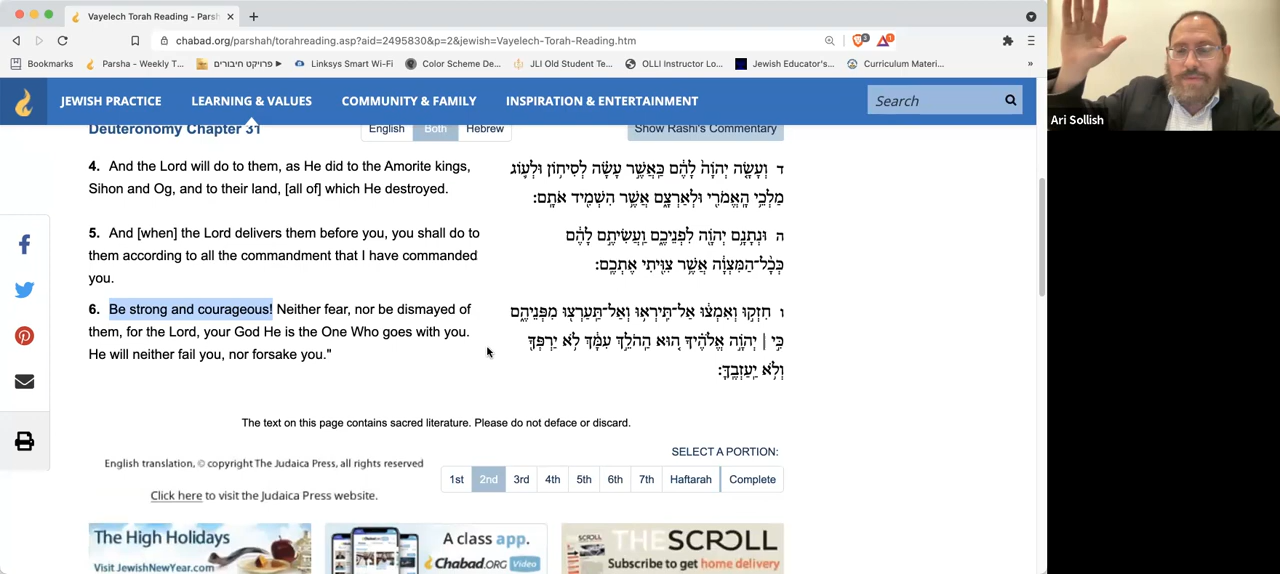 Vayelech Torah Reading - Parsh
chabad.org/parshah/torahreading.asp?aid=2495830&p=2&jewish=Vayelech-Torah-Reading.htm
Bookmarks
Parsha - Weekly T...
פרויקט חיבורים
Linksys Smart Wi-Fi
Color Scheme De...
JLI Old Student Te...
OLLI Instructor Lo...
Jewish Educator's...
Curriculum Materi...
JEWISH PRACTICE
LEARNING & VALUES
COMMUNITY & FAMILY
INSPIRATION & ENTERTAINMENT
Search
Ari Sollish
Deuteronomy Chapter 31
English
Both
Hebrew
Show Rashi's Commentary
4. And the Lord will do to them, as He did to the Amorite kings,
Sihon and Og, and to their land, [all of] which He destroyed.
ד וְעָשָׂ֤ה יְהֹוָה֙ לָהֶ֔ם כַּֽאֲשֶׁ֣ר עָשָׂ֗ה לְסִיח֥וֹן וּלְע֛וֹג
מַלְכֵ֥י הָֽאֱמֹרִ֖י וּלְאַרְצָ֑ם אֲשֶׁ֥ר הִשְׁמִ֖יד אֹתָֽם:
5. And [when] the Lord delivers them before you, you shall do to
them according to all the commandment that I have commanded
you.
ה וּנְתָנָ֥ם יְהֹוָ֖ה לִפְנֵיכֶ֑ם וַֽעֲשִׂיתֶ֣ם לָהֶ֔ם
כְּכָ֨ל־הַמִּצְוָ֔ה אֲשֶׁ֥ר צִוִּ֖יתִי אֶתְכֶֽם:
6. Be strong and courageous! Neither fear, nor be dismayed of
them, for the Lord, your God He is the One Who goes with you.
He will neither fail you, nor forsake you."
ו חִזְק֣וּ וְאִמְצ֔וּ אַל־תִּֽירְא֥וּ וְאַל־תַּֽעַרְצ֖וּ מִפְּנֵיהֶ֑ם
כִּ֣י | יְהֹוָ֣ה אֱלֹהֶ֗יךָ ה֚וּא הַֽהֹלֵ֣ךְ עִמָּ֔ךְ לֹ֥א יַרְפְּךָ֖
וְלֹ֥א יַֽעַזְבֶֽךָּ:
The text on this page contains sacred literature. Please do not deface or discard.
English translation, © copyright The Judaica Press, all rights reserved
Click here to visit the Judaica Press website.
SELECT A PORTION:
1st
2nd
3rd
4th
5th
6th
7th
Haftarah
Complete
The High Holidays
Visit JewishNewYear.com
A class app.
Chabad.ORG Video
SCROLL
THE SCROLL
Subscribe to get home delivery